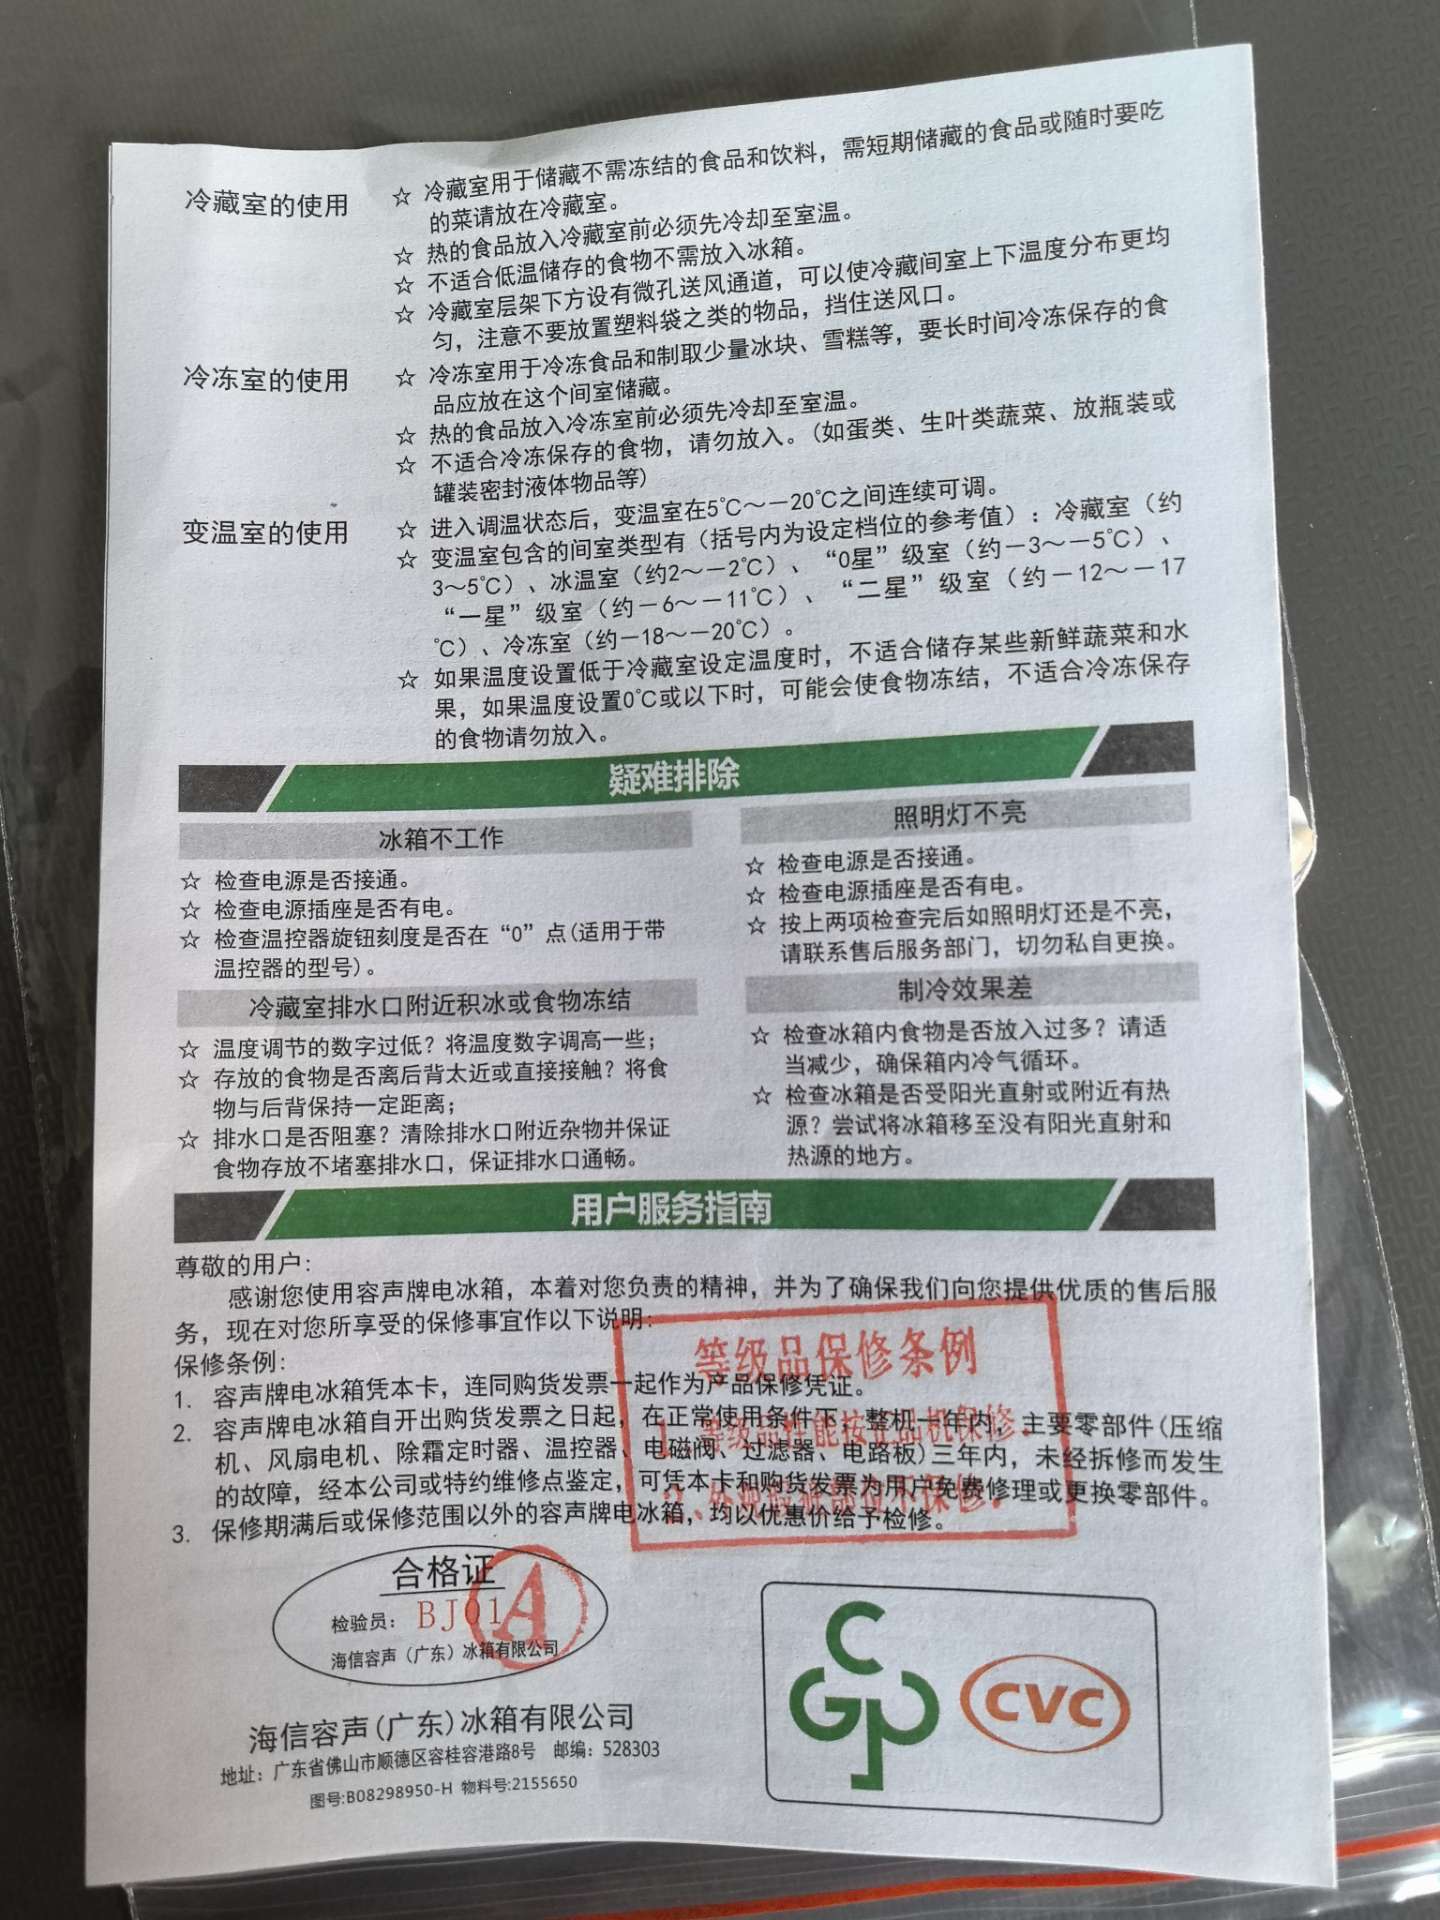 冷藏室的使用
☆ 冷藏室用于储藏不需冻结的食品和饮料，需短期储藏的食品或随时要吃
的菜请放在冷藏室。
☆ 热的食品放入冷藏室前必须先冷却至室温。
☆ 不适合低温储存的食物不需放入冰箱。
☆ 冷藏室层架下方设有微孔送风通道，可以使冷藏间室上下温度分布更均
匀，注意不要放置塑料袋之类的物品，挡住送风口。
冷冻室的使用
☆ 冷冻室用于冷冻食品和制取少量冰块、雪糕等，要长时间冷冻保存的食
品应放在这个间室储藏。
☆ 热的食品放入冷冻室前必须先冷却至室温。
☆ 不适合冷冻保存的食物，请勿放入。(如蛋类、生叶类蔬菜、放瓶装或
罐装密封液体物品等)
变温室的使用
☆ 进入调温状态后，变温室在5℃～－20℃之间连续可调。
☆ 变温室包含的间室类型有（括号内为设定档位的参考值）：冷藏室（约
3～5℃）、冰温室（约2～－2℃）、“0星”级室（约－3～－5℃）、
“一星”级室（约－6～－11℃）、“二星”级室（约－12～－17
℃）、冷冻室（约－18～－20℃）。
☆ 如果温度设置低于冷藏室设定温度时，不适合储存某些新鲜蔬菜和水
果，如果温度设置0℃或以下时，可能会使食物冻结，不适合冷冻保存
的食物请勿放入。
疑难排除
冰箱不工作
☆ 检查电源是否接通。
☆ 检查电源插座是否有电。
☆ 检查温控器旋钮刻度是否在“0”点(适用于带
温控器的型号)。
冷藏室排水口附近积冰或食物冻结
☆ 温度调节的数字过低？将温度数字调高一些；
☆ 存放的食物是否离后背太近或直接接触？将食
物与后背保持一定距离；
☆ 排水口是否阻塞？清除排水口附近杂物并保证
食物存放不堵塞排水口，保证排水口通畅。
照明灯不亮
☆ 检查电源是否接通。
☆ 检查电源插座是否有电。
☆ 按上两项检查完后如照明灯还是不亮，
请联系售后服务部门，切勿私自更换。
制冷效果差
☆ 检查冰箱内食物是否放入过多？请适
当减少，确保箱内冷气循环。
☆ 检查冰箱是否受阳光直射或附近有热
源？尝试将冰箱移至没有阳光直射和
热源的地方。
用户服务指南
尊敬的用户：
感谢您使用容声牌电冰箱，本着对您负责的精神，并为了确保我们向您提供优质的售后服
务，现在对您所享受的保修事宜作以下说明：
保修条例：
1. 容声牌电冰箱凭本卡，连同购货发票一起作为产品保修凭证。
2. 容声牌电冰箱自开出购货发票之日起，在正常使用条件下，整机一年内，主要零部件(压缩
机、风扇电机、除霜定时器、温控器、电磁阀、过滤器、电路板)三年内，未经拆修而发生
的故障，经本公司或特约维修点鉴定，可凭本卡和购货发票为用户免费修理或更换零部件。
3. 保修期满后或保修范围以外的容声牌电冰箱，均以优惠价给予检修。
等级品保修条例
1、等级品性能按正品机保修.
2、外观 部位不保修.
合格证
检验员：BJ01
A
海信容声（广东）冰箱有限公司
海信容声(广东)冰箱有限公司
地址：广东省佛山市顺德区容桂容港路8号 邮编：528303
图号:B08298950-H 物料号:2155650
CGP
CVC